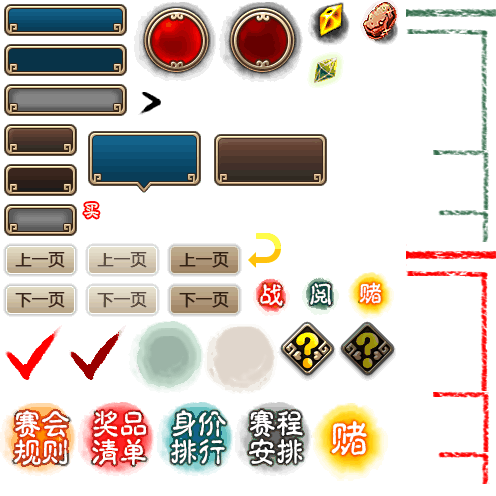 买
上一页 上一页 上一页
下一页 下一页 下一页
战 阅 赌
? ?
赛会 奖品 身价 赛程
规则 清单 排行 安排
赌